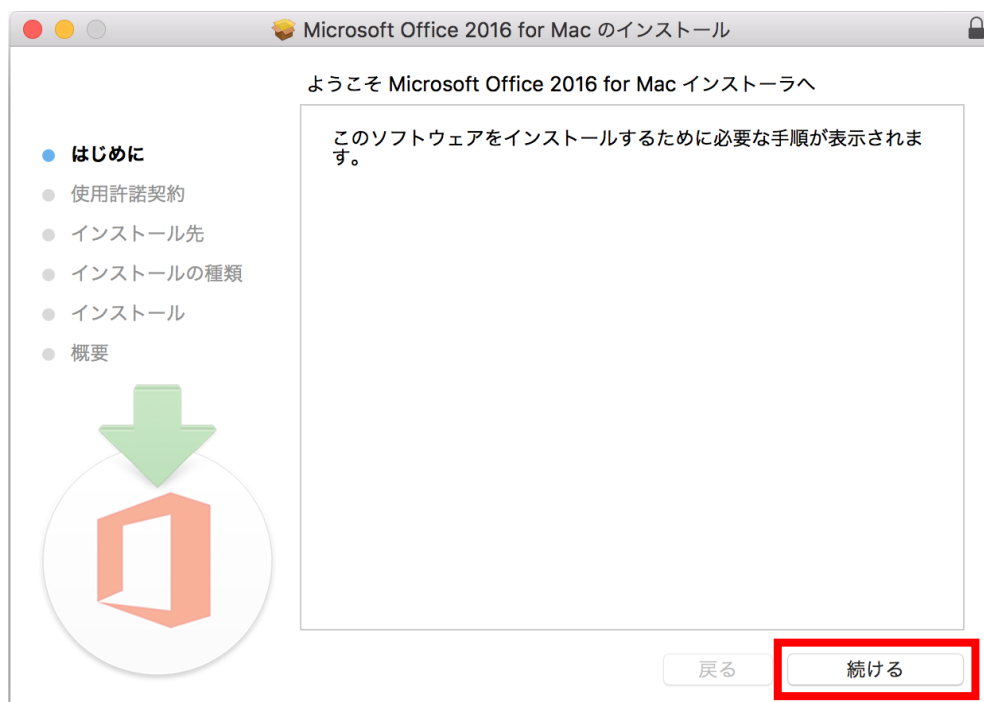 Microsoft Office 2016 for Mac のインストール
ようこそ Microsoft Office 2016 for Mac インストーラへ
はじめに
使用許諾契約
インストール先
インストールの種類
インストール
概要
このソフトウェアをインストールするために必要な手順が表示されま
す。
戻る
続ける